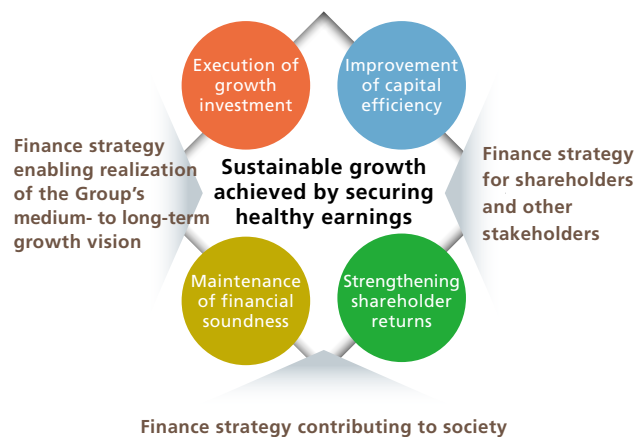 Execution of
growth
investment
Improvement
of capital
efficiency
Finance strategy
enabling realization
of the Group's
medium- to long-term
growth vision
Sustainable growth
achieved by securing
healthy earnings
Finance strategy
for shareholders
and other
stakeholders
Maintenance
of financial
soundness
Strengthening
shareholder
returns
Finance strategy contributing to society